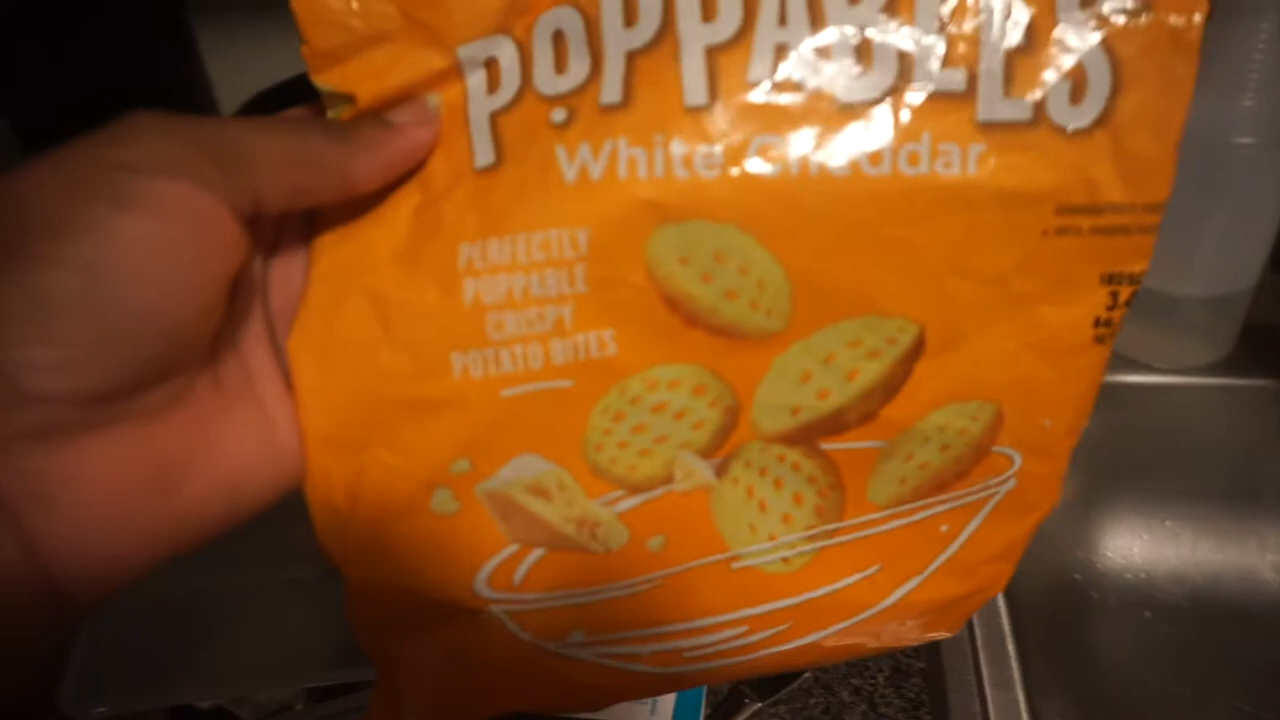 POPPABLES
White Cheddar
PERFECTLY
POPPABLE
CRISPY
POTATO BITES